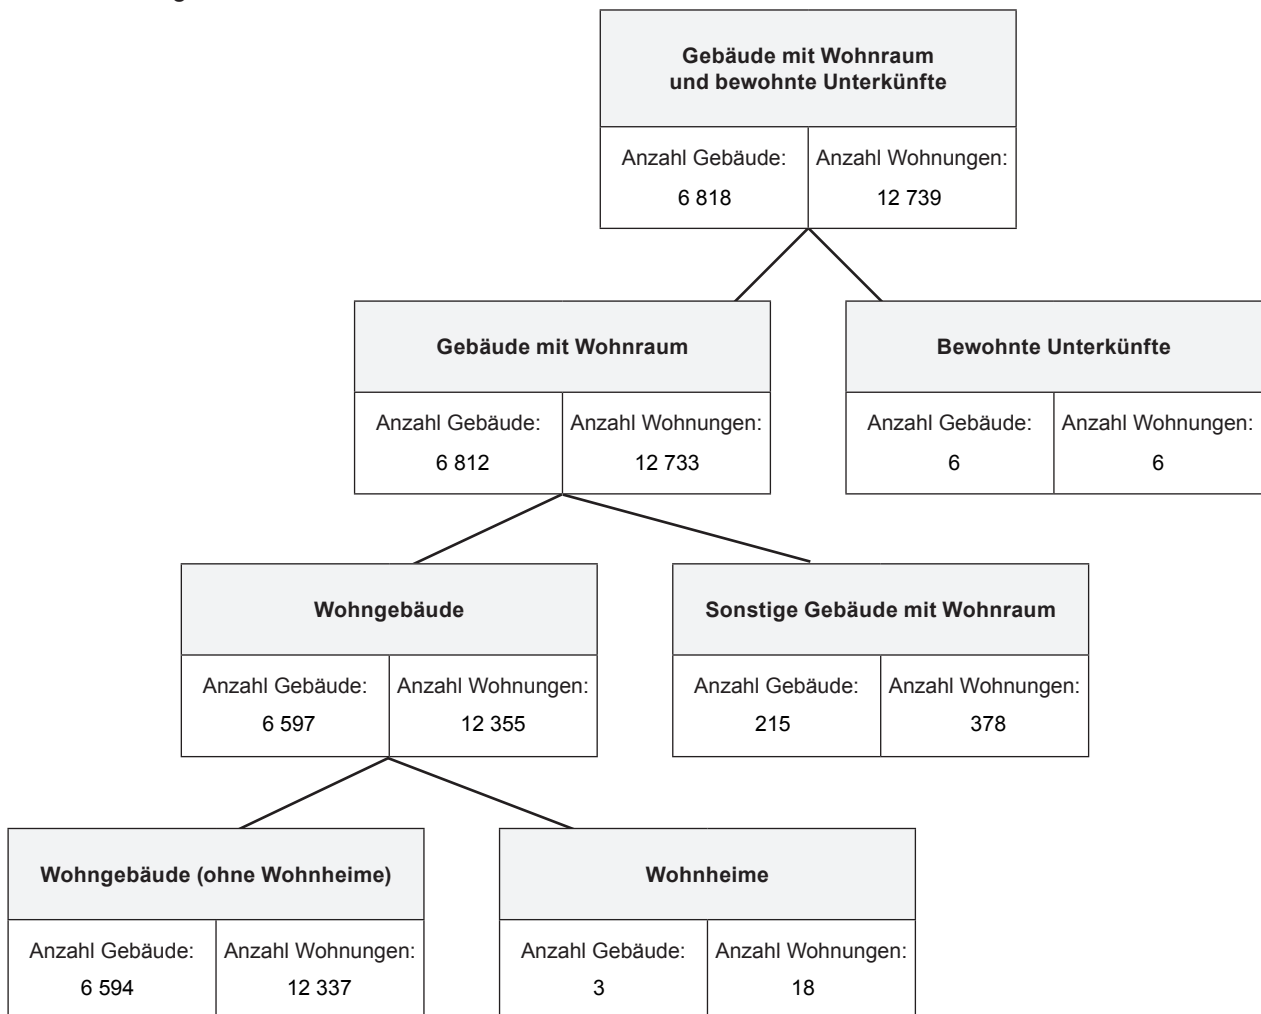 Gebäude mit Wohnraum
und bewohnte Unterkünfte
Anzahl Gebäude: Anzahl Wohnungen:
6 818 12 739
Gebäude mit Wohnraum Bewohnte Unterkünfte
Anzahl Gebäude: Anzahl Wohnungen: Anzahl Gebäude: Anzahl Wohnungen:
6 812 12 733 6 6
Wohngebäude Sonstige Gebäude mit Wohnraum
Anzahl Gebäude: Anzahl Wohnungen: Anzahl Gebäude: Anzahl Wohnungen:
6 597 12 355 215 378
Wohngebäude (ohne Wohnheime) Wohnheime
Anzahl Gebäude: Anzahl Wohnungen: Anzahl Gebäude: Anzahl Wohnungen:
6 594 12 337 3 18